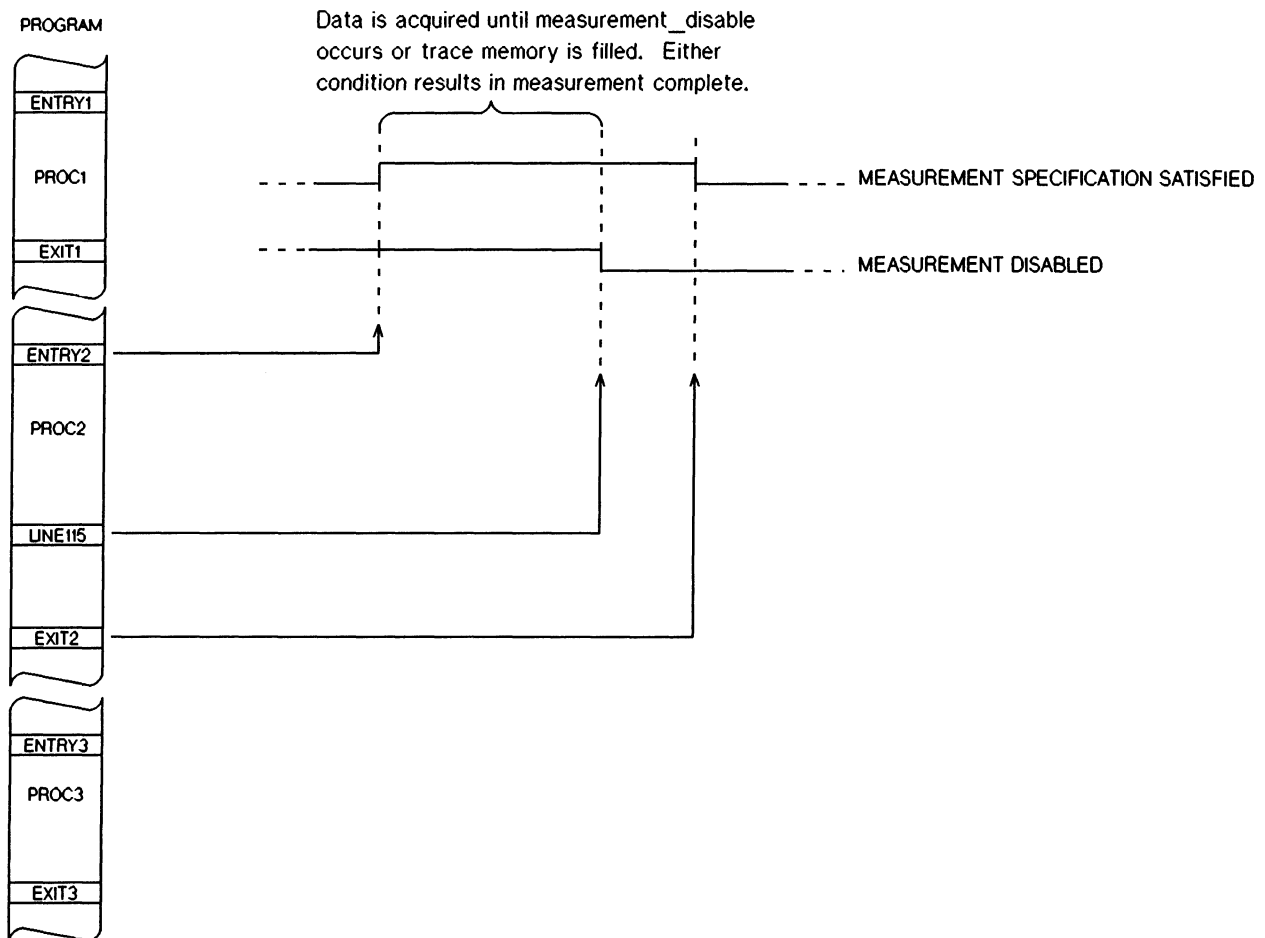 PROGRAM
Data is acquired until measurement_disable
occurs or trace memory is filled. Either
condition results in measurement complete.
ENTRY1
PROC1
MEASUREMENT SPECIFICATION SATISFIED
EXIT1
MEASUREMENT DISABLED
ENTRY2
PROC2
LINE115
EXIT2
ENTRY3
PROC3
EXIT3